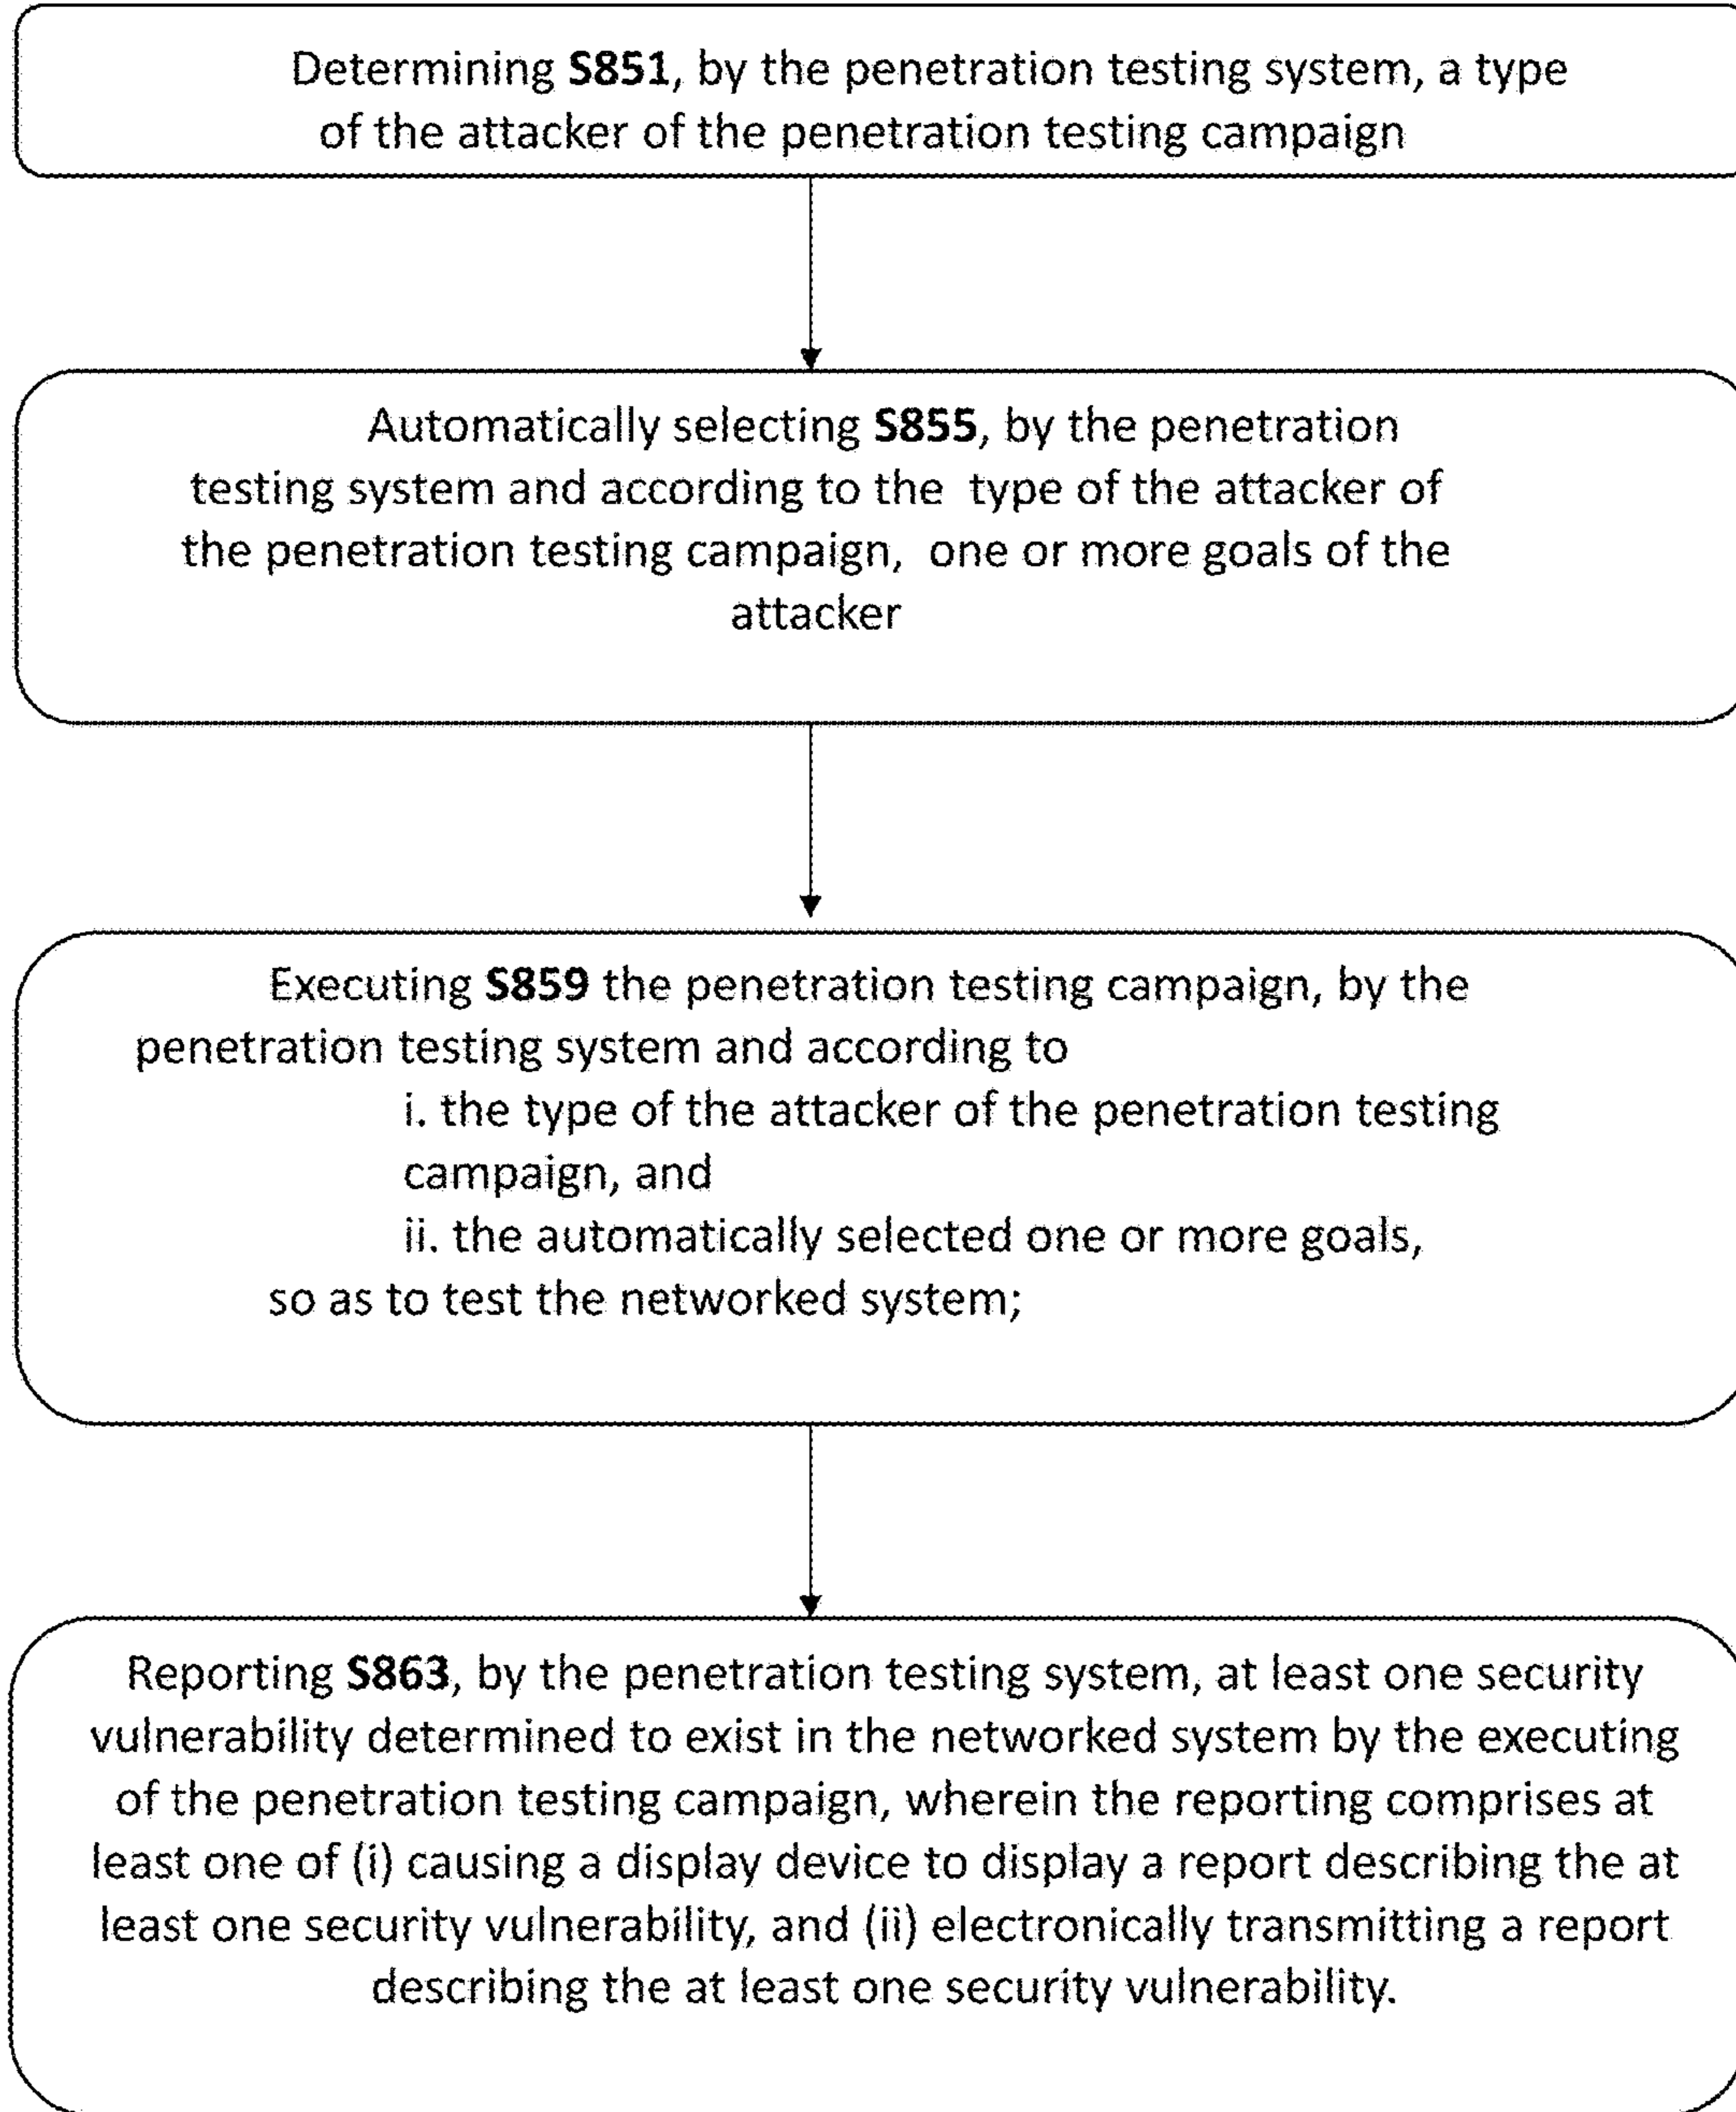 Determining S851, by the penetration testing system, a type
of the attacker of the penetration testing campaign
Automatically selecting S855, by the penetration
testing system and according to the type of the attacker of
the penetration testing campaign, one or more goals of the
attacker
Executing S859 the penetration testing campaign, by the
penetration testing system and according to
i. the type of the attacker of the penetration testing
campaign, and
ii. the automatically selected one or more goals,
so as to test the networked system;
Reporting S863, by the penetration testing system, at least one security
vulnerability determined to exist in the networked system by the executing
of the penetration testing campaign, wherein the reporting comprises at
least one of (i) causing a display device to display a report describing the at
least one security vulnerability, and (ii) electronically transmitting a report
describing the at least one security vulnerability.